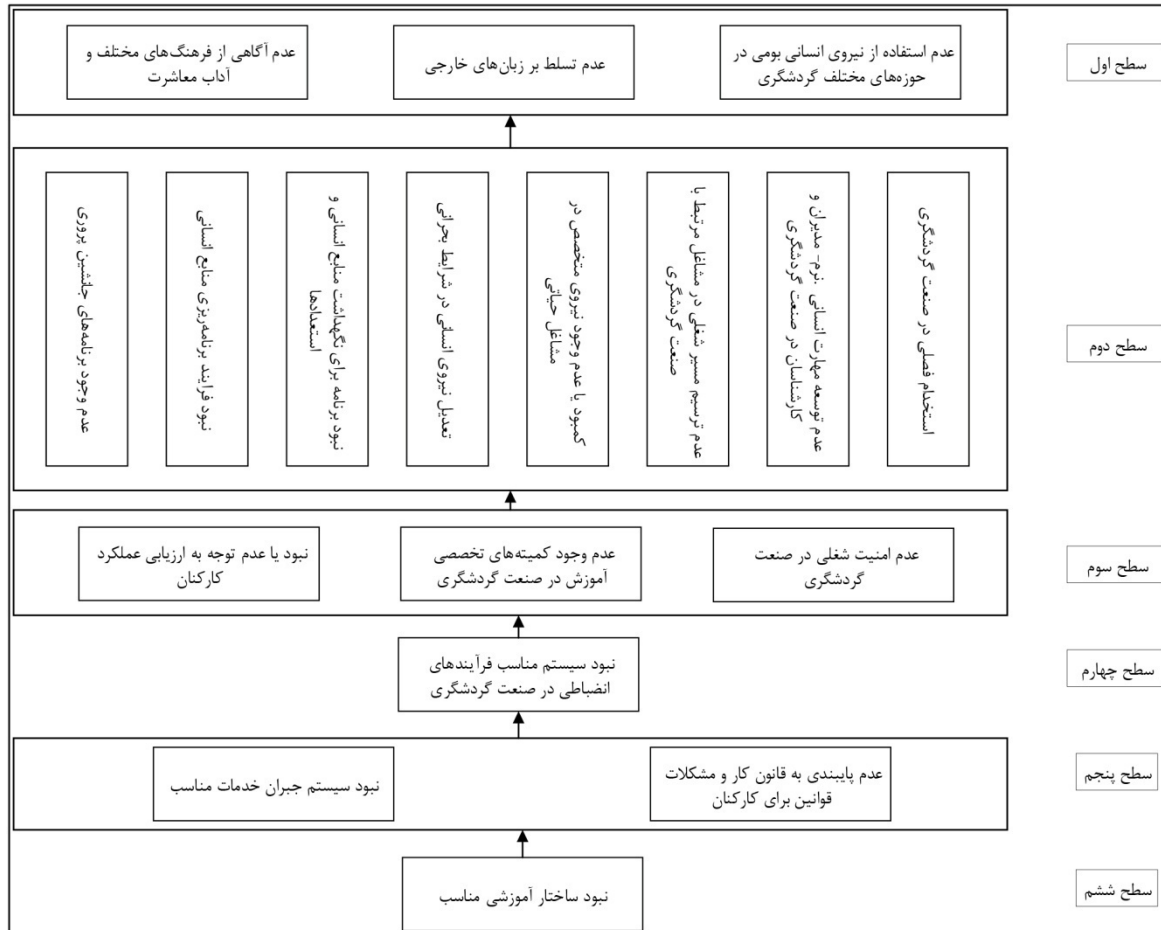 سطح اول
عدم استفاده از نیروی انسانی بومی در
حوزه‌های مختلف گردشگری
عدم تسلط بر زبان‌های خارجی
عدم آگاهی از فرهنگ‌های مختلف و
آداب معاشرت
سطح دوم
استخدام فصلی در صنعت گردشگری
عدم توسعه مهارت انسانی .نرم- مدیران و
کارشناسان در صنعت گردشگری
عدم ترسیم مسیر شغلی در مشاغل مرتبط با
صنعت گردشگری
کمبود یا عدم وجود نیروی متخصص در
مشاغل حیاتی
تعدیل نیروی انسانی در شرایط بحرانی
نبود برنامه برای نگهداشت منابع انسانی و
استعدادها
نبود فرایند برنامه‌ریزی منابع انسانی
عدم وجود برنامه‌های جانشین پروری
سطح سوم
عدم امنیت شغلی در صنعت
گردشگری
عدم وجود کمیته‌های تخصصی
آموزش در صنعت گردشگری
نبود یا عدم توجه به ارزیابی عملکرد
کارکنان
سطح چهارم
نبود سیستم مناسب فرآیندهای
انضباطی در صنعت گردشگری
سطح پنجم
عدم پایبندی به قانون کار و مشکلات
قوانین برای کارکنان
نبود سیستم جبران خدمات مناسب
سطح ششم
نبود ساختار آموزشی مناسب